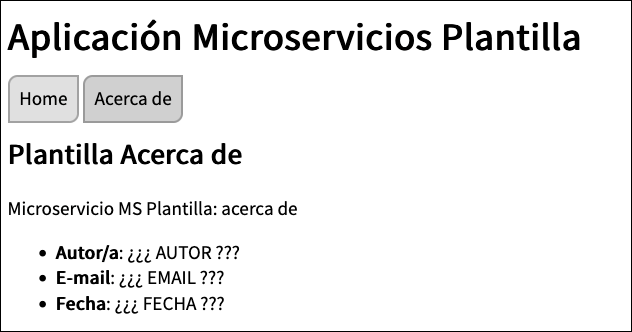 Aplicación Microservicios Plantilla
Home Acerca de
Plantilla Acerca de
Microservicio MS Plantilla: acerca de
• Autor/a: ¿¿¿ AUTOR ???
• E-mail: ¿¿¿ EMAIL ???
• Fecha: ¿¿¿ FECHA ???